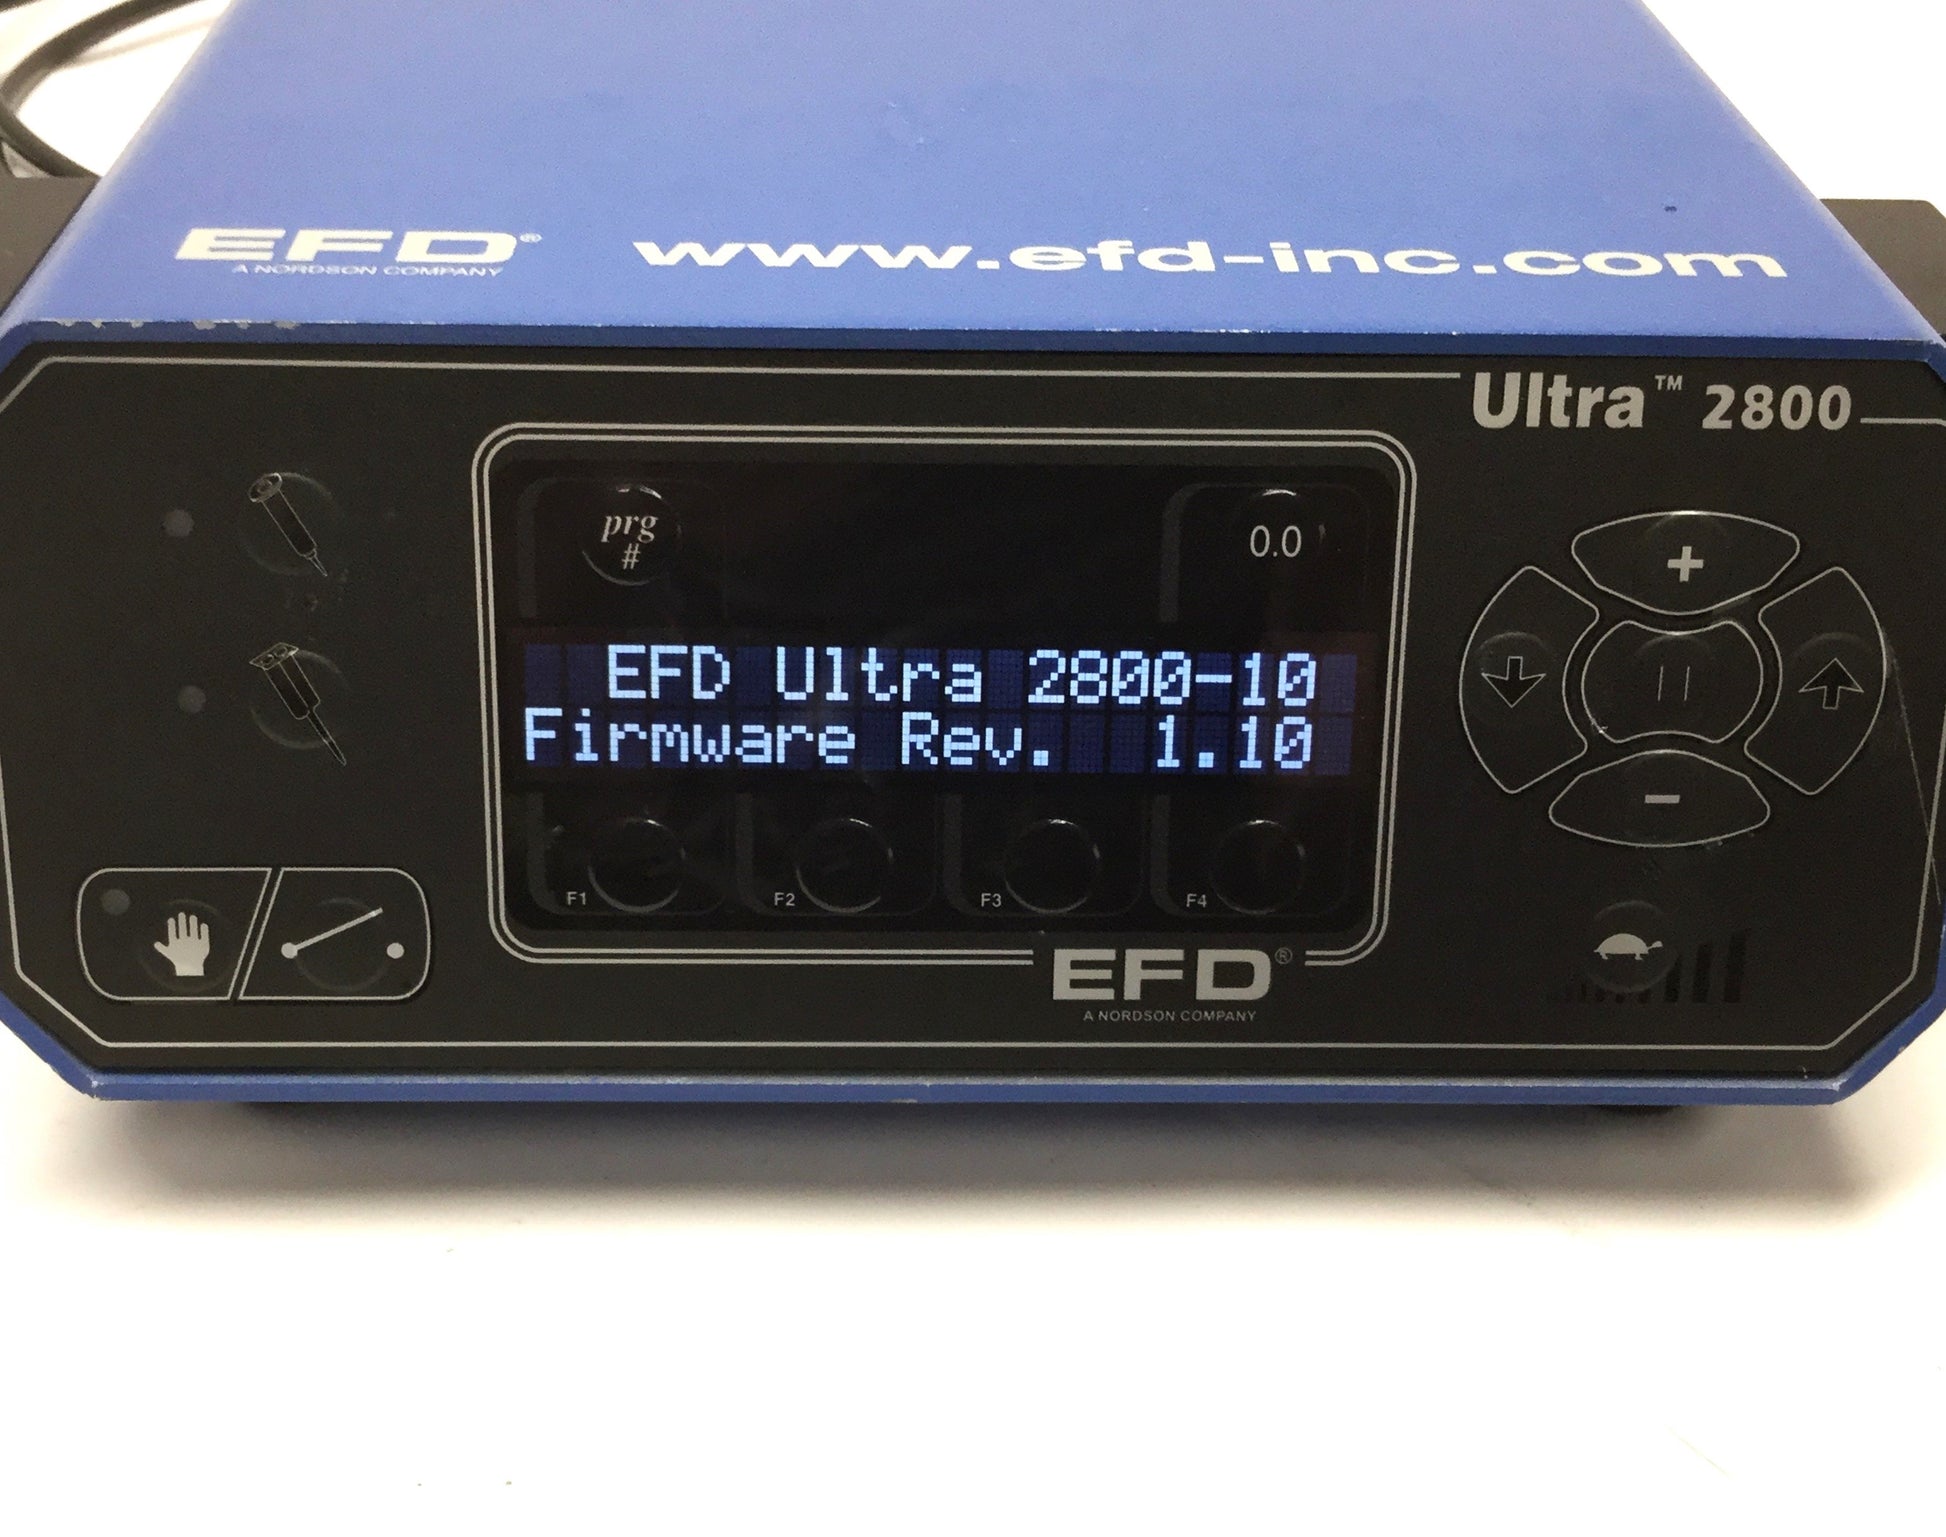 EFD®
A NORDSON COMPANY
www.efd-inc.com
Ultra™ 2800
prg
#
0.0
EFD Ultra 2800-10
Firmware Rev. 1.10
+
-
F1
F2
F3
F4
EFD®
A NORDSON COMPANY